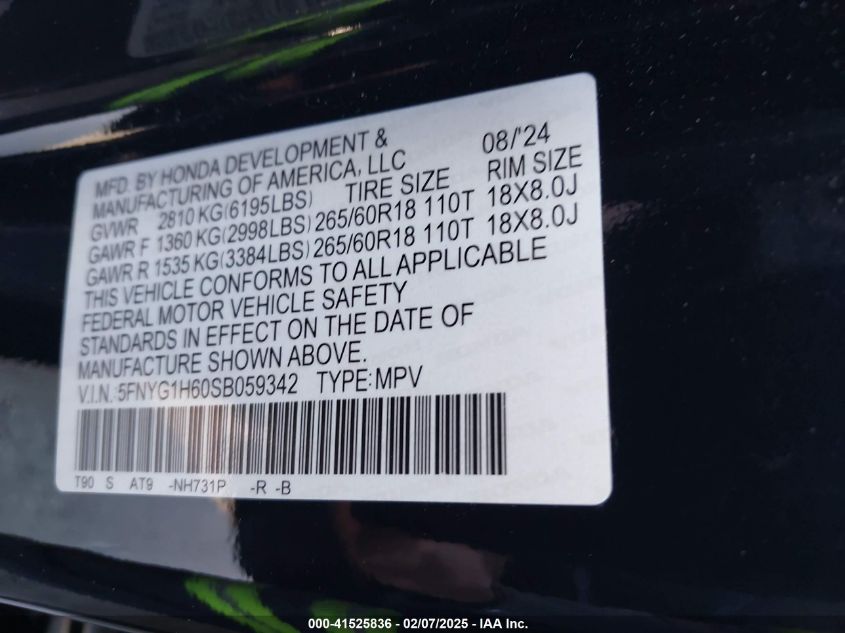 MFD. BY HONDA DEVELOPMENT & 08/'24
MANUFACTURING OF AMERICA, LLC
GVWR 2810 KG(6195LBS) TIRE SIZE RIM SIZE
GAWR F 1360 KG(2998LBS) 265/60R18 110T 18X8.0J
GAWR R 1535 KG(3384LBS) 265/60R18 110T 18X8.0J
THIS VEHICLE CONFORMS TO ALL APPLICABLE
FEDERAL MOTOR VEHICLE SAFETY
STANDARDS IN EFFECT ON THE DATE OF
MANUFACTURE SHOWN ABOVE.
V.I.N. 5FNYG1H60SB059342 TYPE: MPV
T90 S AT9 -NH731P -R -B
000-41525836 - 02/07/2025 - IAA Inc.